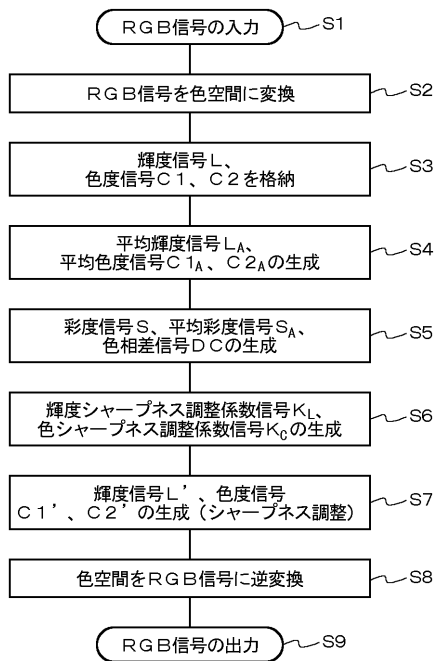 RGB信号の入力
S1
RGB信号を色空間に変換
S2
輝度信号L、
色度信号C1、C2を格納
S3
平均輝度信号LA、
平均色度信号C1A、C2Aの生成
S4
彩度信号S、平均彩度信号SA、
色相差信号DCの生成
S5
輝度シャープネス調整係数信号KL、
色シャープネス調整係数信号KCの生成
S6
輝度信号L’、色度信号
C1’、C2’の生成（シャープネス調整）
S7
色空間をRGB信号に逆変換
S8
RGB信号の出力
S9